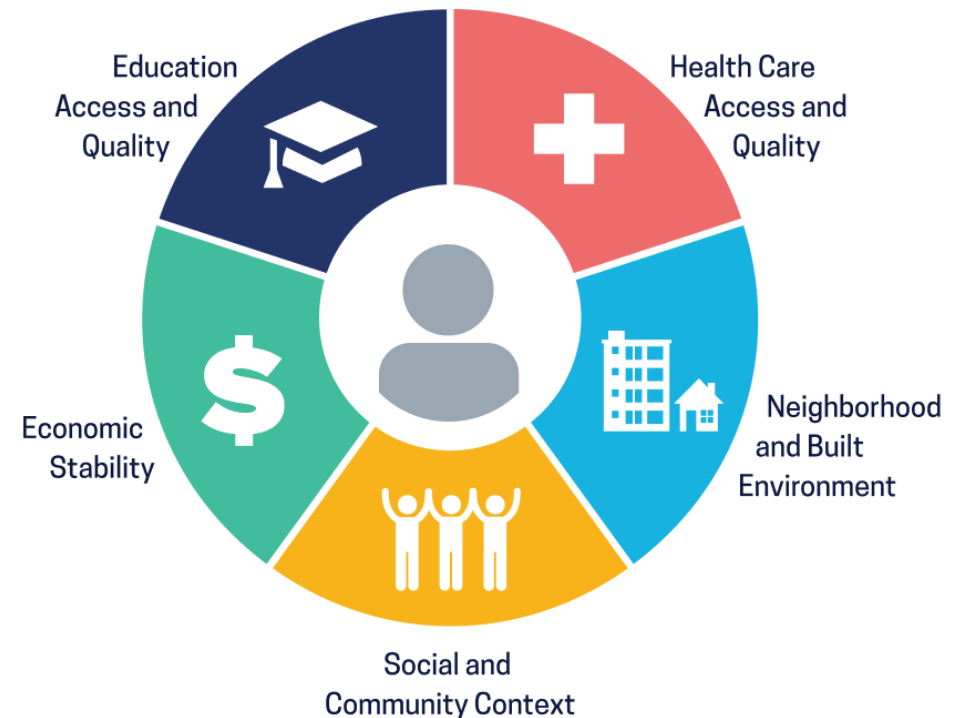 Education
Access and
Quality
Health Care
Access and
Quality
Economic
Stability
Neighborhood
and Built
Environment
Social and
Community Context